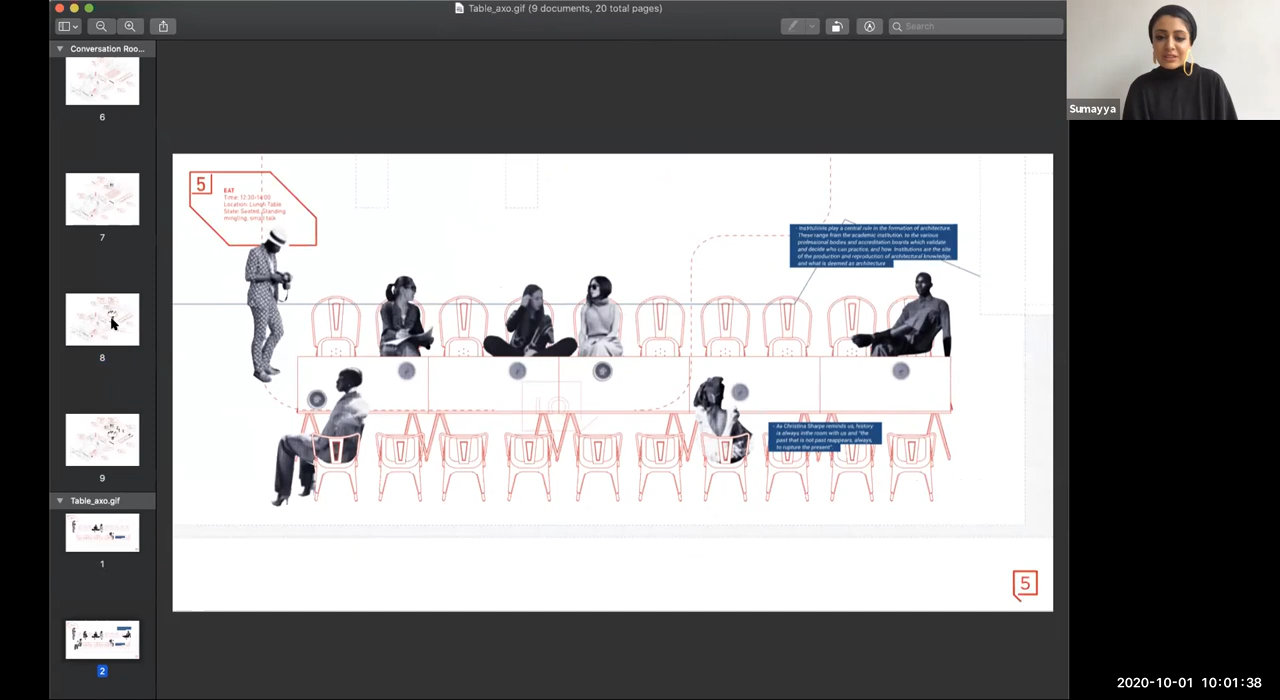 Table_axo.gif (9 documents, 20 total pages)
Search
Conversation Roo...
6
7
8
9
Table_axo.gif
1
2
5
EAT
Time: 12:30-14:00
Location: Lunch Table
State: Seated, Standing
mingling, small talk
- Institutions play a central role in the formation of architecture.
These range from the academic institution, to the various
professional bodies and accreditation boards which validate
and decide who can practice, and how. Institutions are the site
of the production and reproduction of architectural knowledge,
and what is deemed as architecture
- As Christina Sharpe reminds us, history
is always in the room with us and "the
past that is not past reappears, always,
to rupture the present".
5
Sumayya
2020-10-01 10:01:38